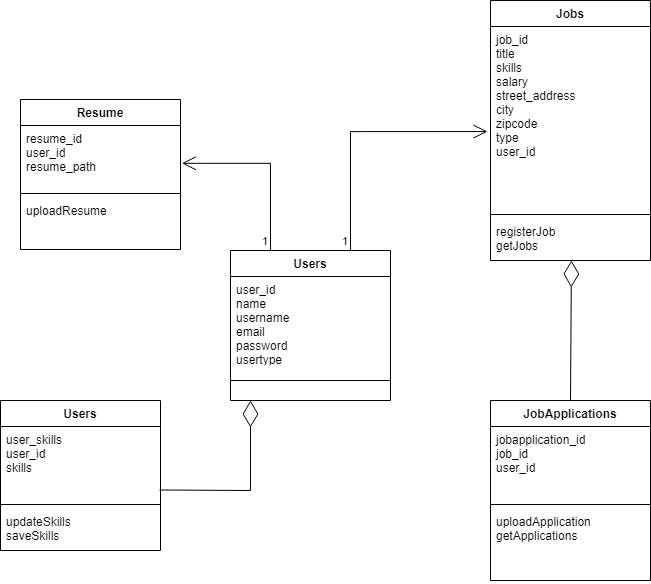 Jobs
job_id
title
skills
salary
street_address
city
zipcode
type
user_id
registerJob
getJobs
Resume
resume_id
user_id
resume_path
uploadResume
1
1
Users
user_id
name
username
email
password
usertype
Users
user_skills
user_id
skills
updateSkills
saveSkills
JobApplications
jobapplication_id
job_id
user_id
uploadApplication
getApplications